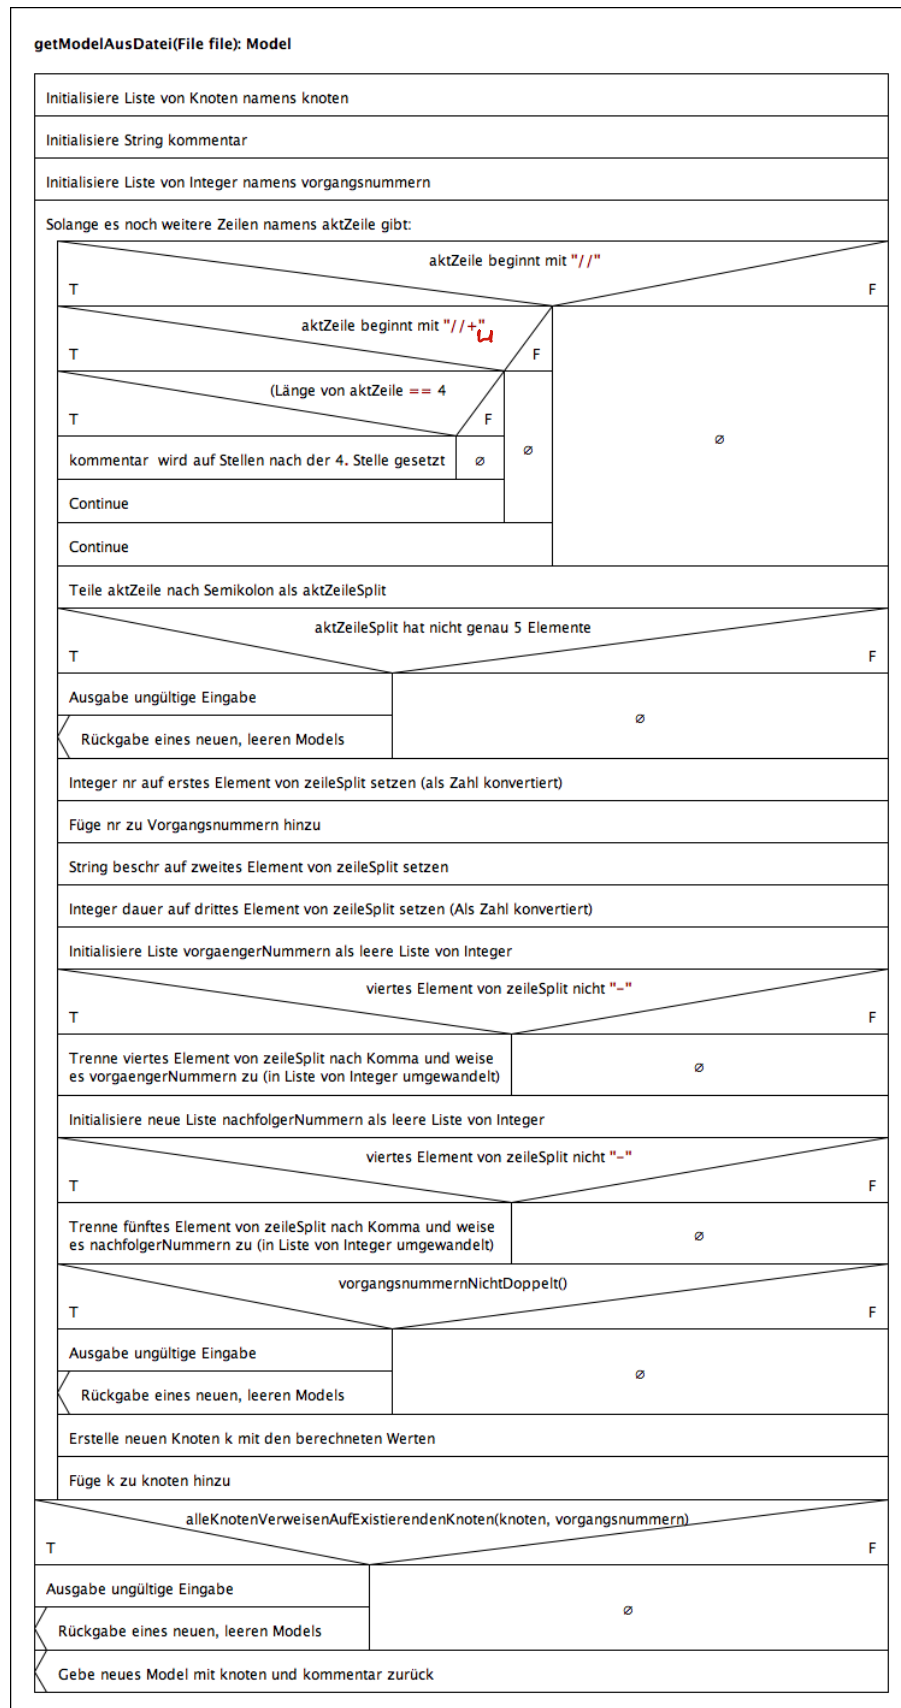 getModelAusDatei(File file): Model
Initialisiere Liste von Knoten namens knoten
Initialisiere String kommentar
Initialisiere Liste von Integer namens vorgangsnummern
Solange es noch weitere Zeilen namens aktZeile gibt:
aktZeile beginnt mit "//"
T
F
aktZeile beginnt mit "//+"
T
F
(Länge von aktZeile == 4
T
F
kommentar wird auf Stellen nach der 4. Stelle gesetzt
∅
∅
∅
Continue
Continue
Teile aktZeile nach Semikolon als aktZeileSplit
aktZeileSplit hat nicht genau 5 Elemente
T
F
Ausgabe ungültige Eingabe
∅
Rückgabe eines neuen, leeren Models
Integer nr auf erstes Element von zeileSplit setzen (als Zahl konvertiert)
Füge nr zu Vorgangsnummern hinzu
String beschr auf zweites Element von zeileSplit setzen
Integer dauer auf drittes Element von zeileSplit setzen (Als Zahl konvertiert)
Initialisiere Liste vorgaengerNummern als leere Liste von Integer
viertes Element von zeileSplit nicht "-"
T
F
Trenne viertes Element von zeileSplit nach Komma und weise
es vorgaengerNummern zu (in Liste von Integer umgewandelt)
∅
Initialisiere neue Liste nachfolgerNummern als leere Liste von Integer
viertes Element von zeileSplit nicht "-"
T
F
Trenne fünftes Element von zeileSplit nach Komma und weise
es nachfolgerNummern zu (in Liste von Integer umgewandelt)
∅
vorgangsnummernNichtDoppelt()
T
F
Ausgabe ungültige Eingabe
∅
Rückgabe eines neuen, leeren Models
Erstelle neuen Knoten k mit den berechneten Werten
Füge k zu knoten hinzu
alleKnotenVerweisenAufExistierendenKnoten(knoten, vorgangsnummern)
T
F
Ausgabe ungültige Eingabe
∅
Rückgabe eines neuen, leeren Models
Gebe neues Model mit knoten und kommentar zurück